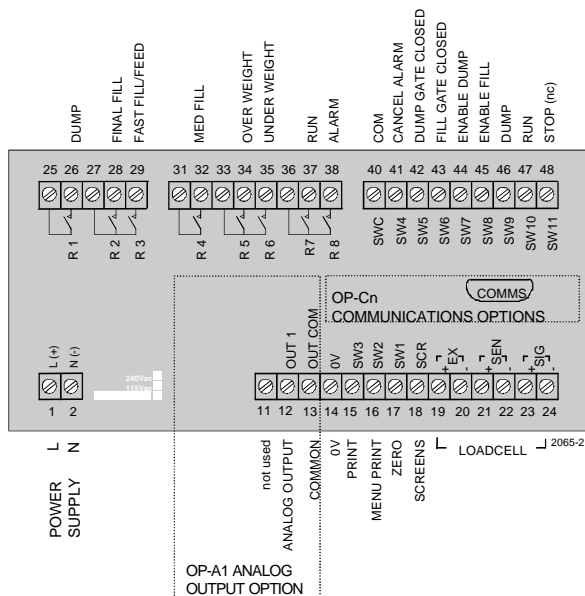 DUMP
FINAL FILL
FAST FILL/FEED
MED FILL
OVER WEIGHT
UNDER WEIGHT
RUN
ALARM
COM
CANCEL ALARM
DUMP GATE CLOSED
FILL GATE CLOSED
ENABLE DUMP
ENABLE FILL
DUMP
RUN
STOP (nc)
25 26 27 28 29 31 32 33 34 35 36 37 38 40 41 42 43 44 45 46 47 48
R 1
R 2
R 3
R 4
R 5
R 6
R7
R 8
SWC
SW4
SW5
SW6
SW7
SW8
SW9
SW10
SW11
OP-Cn
COMMS
COMMUNICATIONS OPTIONS
L (+)
N (-)
240Vac
115Vac
OUT 1
OUT COM
0V
SW3
SW2
SW1
SCR
+ EX -
+ SEN -
+ SIG -
1 2 11 12 13 14 15 16 17 18 19 20 21 22 23 24
L
N
POWER
SUPPLY
not used
ANALOG OUTPUT
COMMON
0V
PRINT
MENU PRINT
ZERO
SCREENS
LOADCELL
2065-2
OP-A1 ANALOG
OUTPUT OPTION